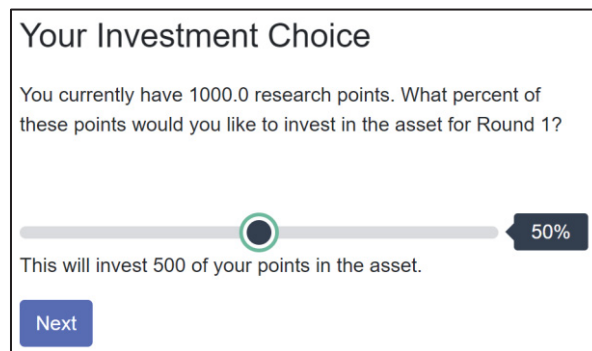 Your Investment Choice
You currently have 1000.0 research points. What percent of
these points would you like to invest in the asset for Round 1?
50%
This will invest 500 of your points in the asset.
Next